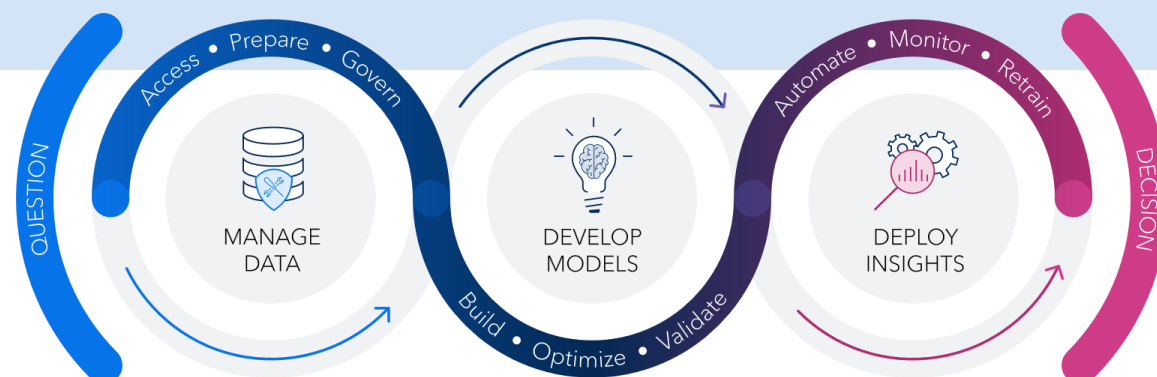 QUESTION
Access • Prepare • Govern
MANAGE
DATA
Build • Optimize • Validate
DEVELOP
MODELS
Automate • Monitor • Retrain
DEPLOY
INSIGHTS
DECISION